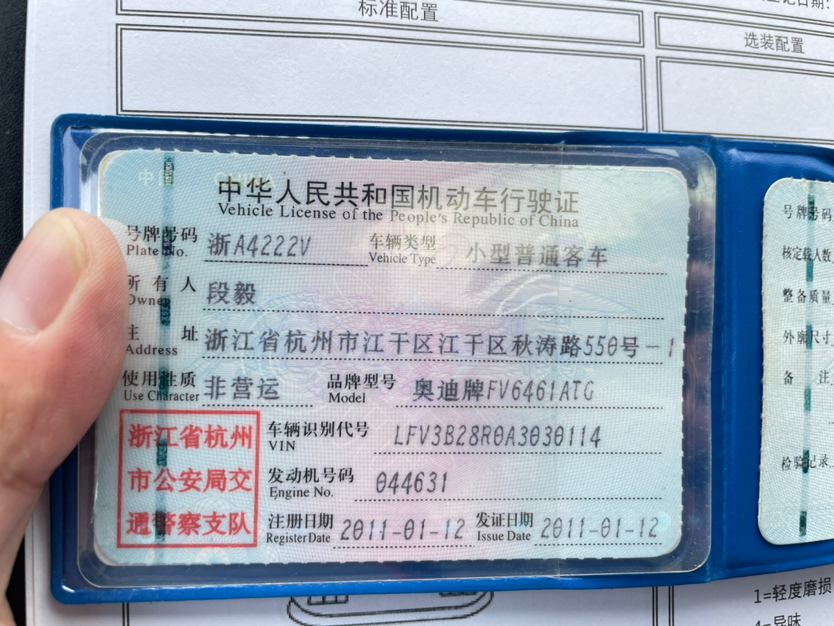 标准配置
选装配置
中国 CHINA
中华人民共和国机动车行驶证
Vehicle License of the People's Republic of China
号牌号码 浙A4222V 车辆类型 小型普通客车
Plate No. Vehicle Type
所有人 段毅
Owner
住址 浙江省杭州市江干区江干区秋涛路550号-1
Address
使用性质 非营运 品牌型号 奥迪牌FV6461ATG
Use Character Model
浙江省杭州
市公安局交
通警察支队
车辆识别代号 LFV3B28R0A3030114
VIN
发动机号码 044631
Engine No.
注册日期 2011-01-12 发证日期 2011-01-12
Register Date Issue Date
号牌号码
核定载人数
整备质量
外廓尺寸
备注
检验记录
1=轻度磨损
4=异味